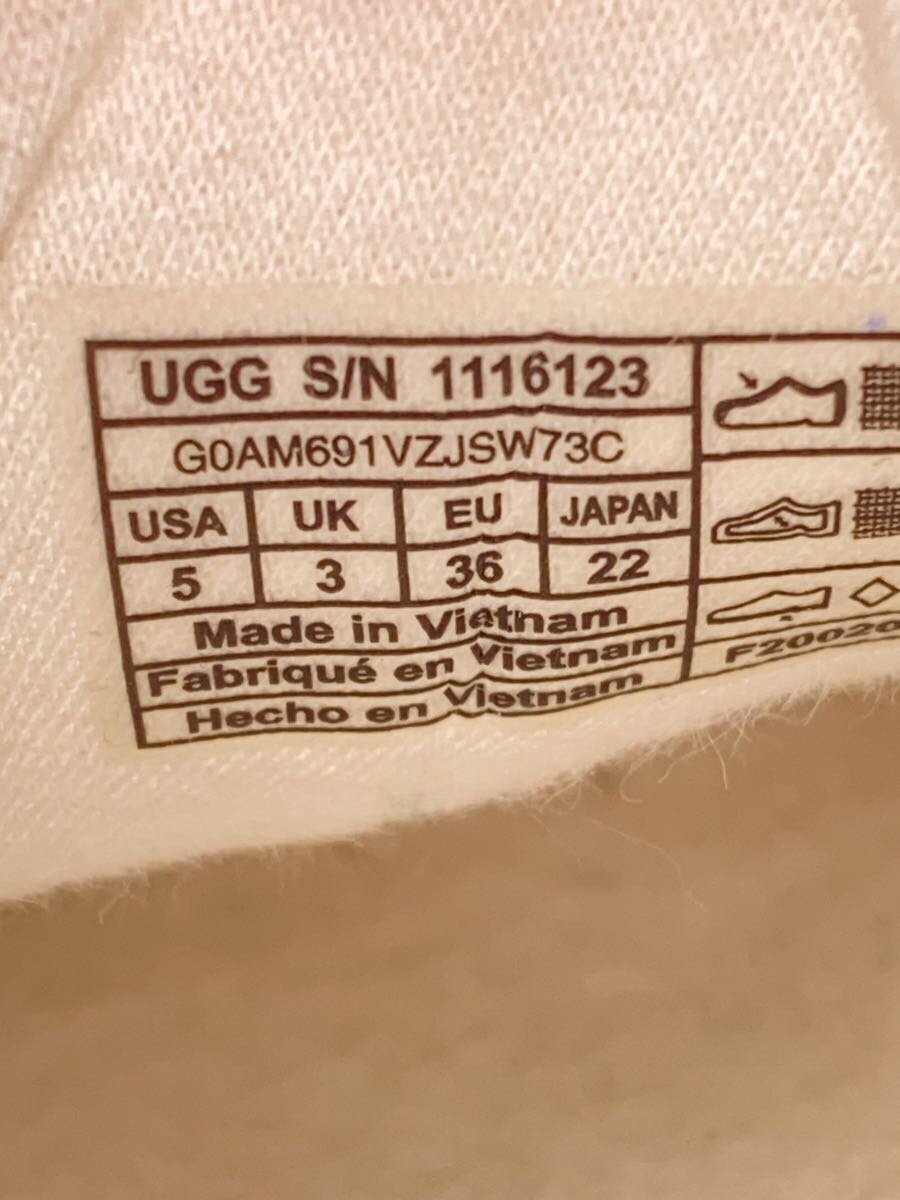 UGG S/N 1116123
G0AM691VZJSW73C
USA UK EU JAPAN
5 3 36 22
Made in Vietnam
Fabriqué en Vietnam
Hecho en Vietnam
F20020